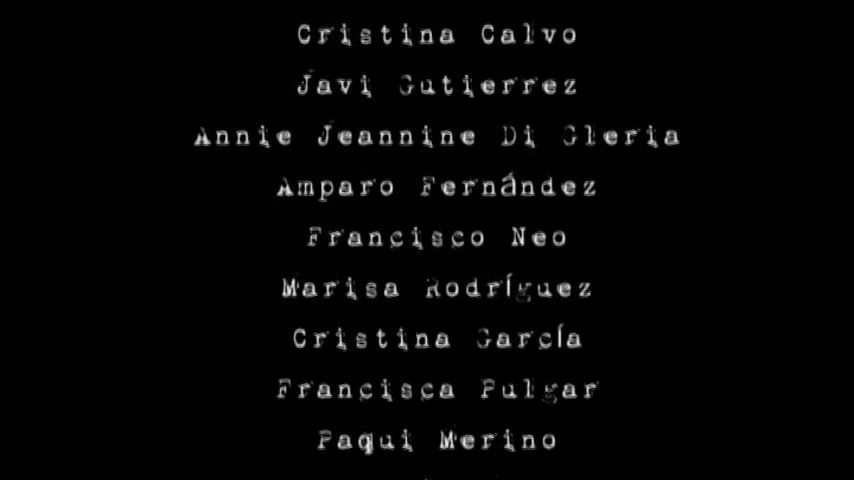 Cristina Calvo
Javi Gutierrez
Annie Jeannine Di Gleria
Amparo Fernández
Francisco Neo
Marisa Rodríguez
Cristina García
Francisca Pulgar
Paqui Merino